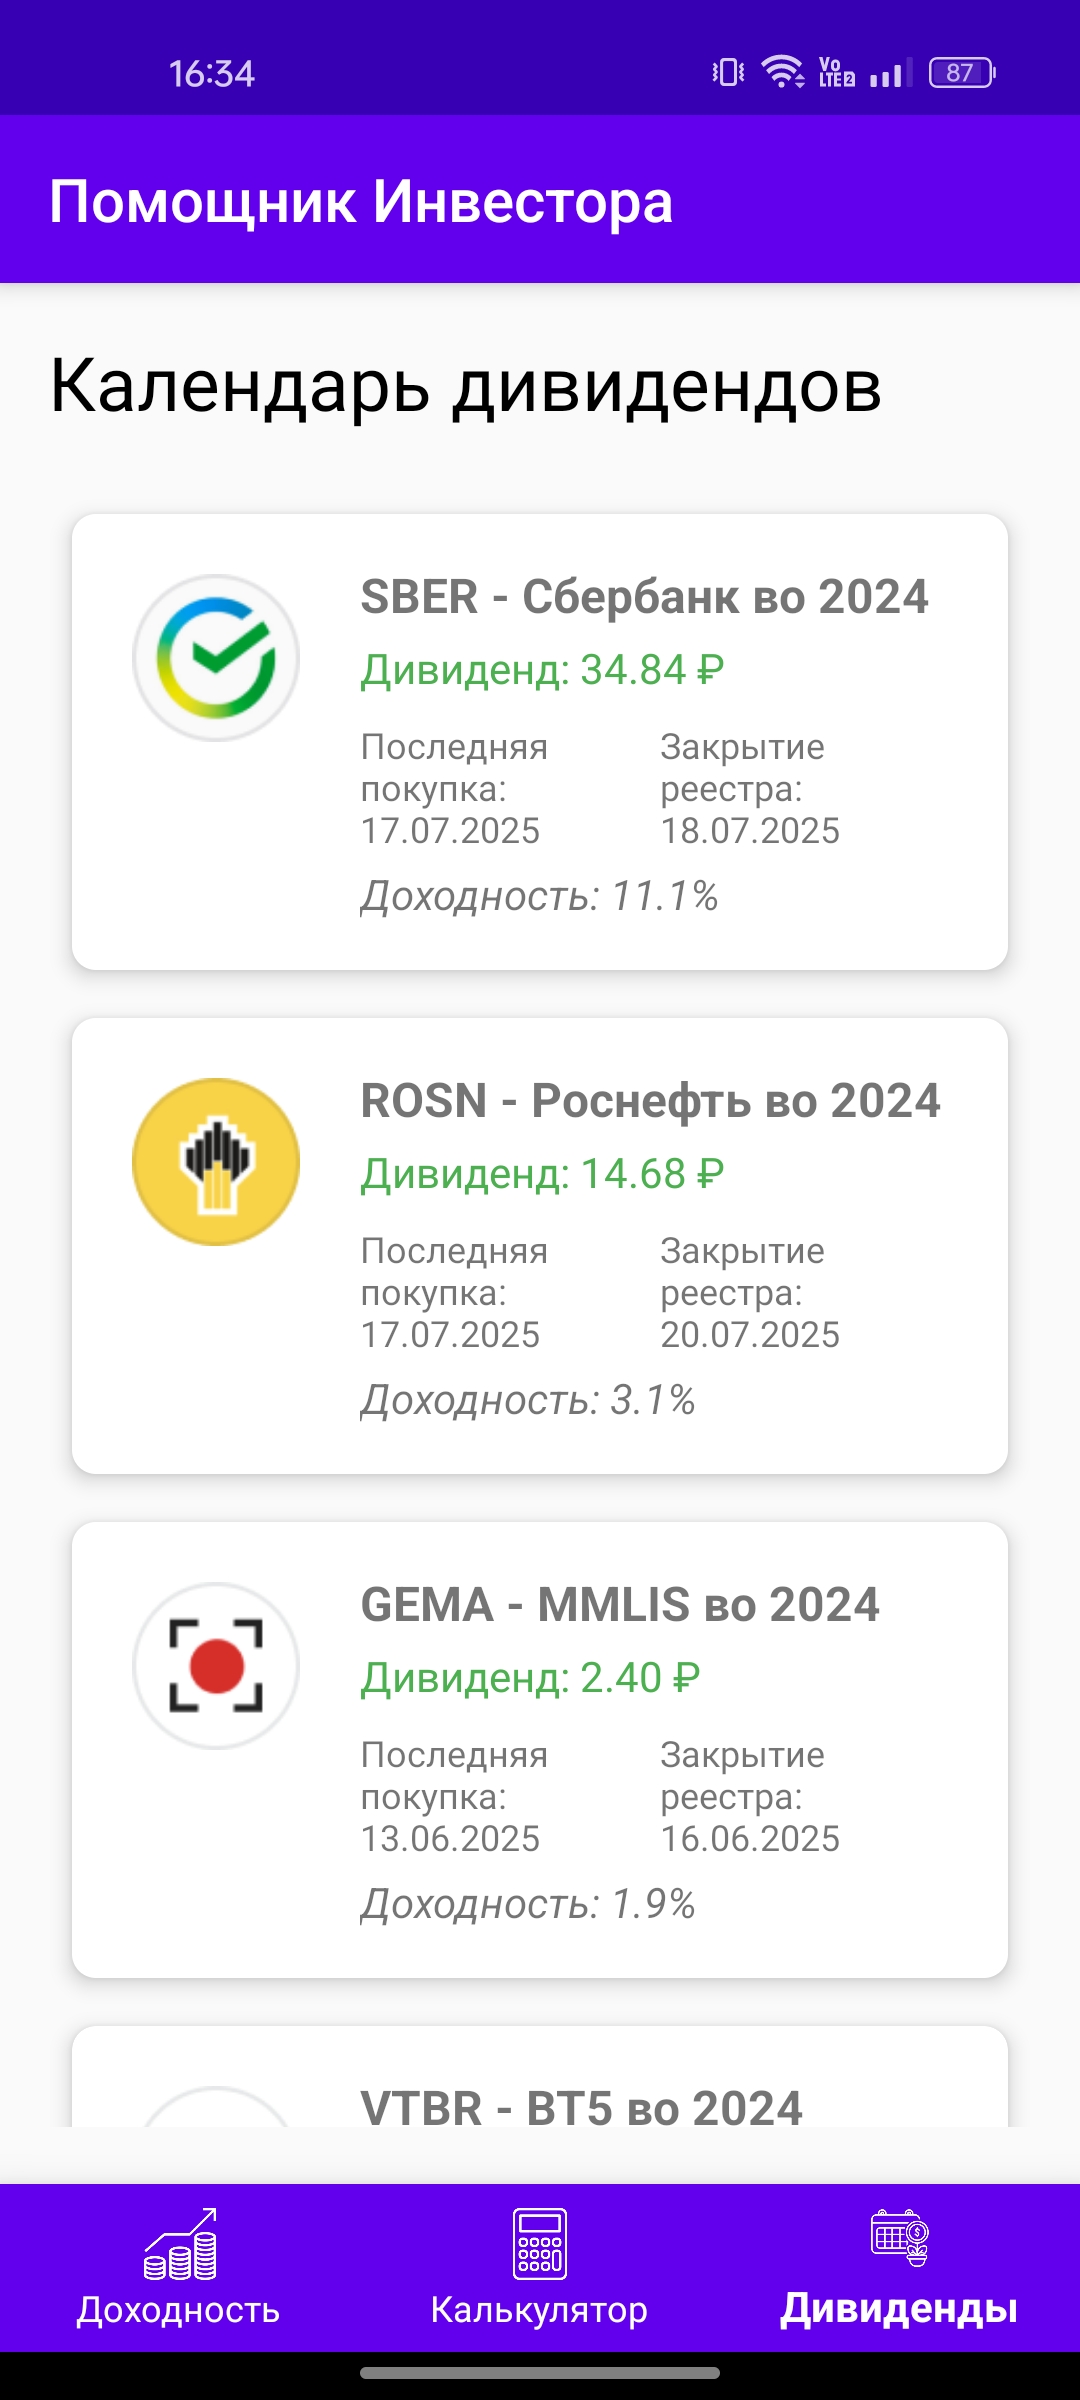 16:34
Vo
LTE2
87
Помощник Инвестора
Календарь дивидендов
SBER - Сбербанк во 2024
Дивиденд: 34.84 ₽
Последняя
покупка:
17.07.2025
Закрытие
реестра:
18.07.2025
Доходность: 11.1%
ROSN - Роснефть во 2024
Дивиденд: 14.68 ₽
Последняя
покупка:
17.07.2025
Закрытие
реестра:
20.07.2025
Доходность: 3.1%
GEMA - MMLIS во 2024
Дивиденд: 2.40 ₽
Последняя
покупка:
13.06.2025
Закрытие
реестра:
16.06.2025
Доходность: 1.9%
VTBR - ВТ5 во 2024
Доходность
Калькулятор
Дивиденды